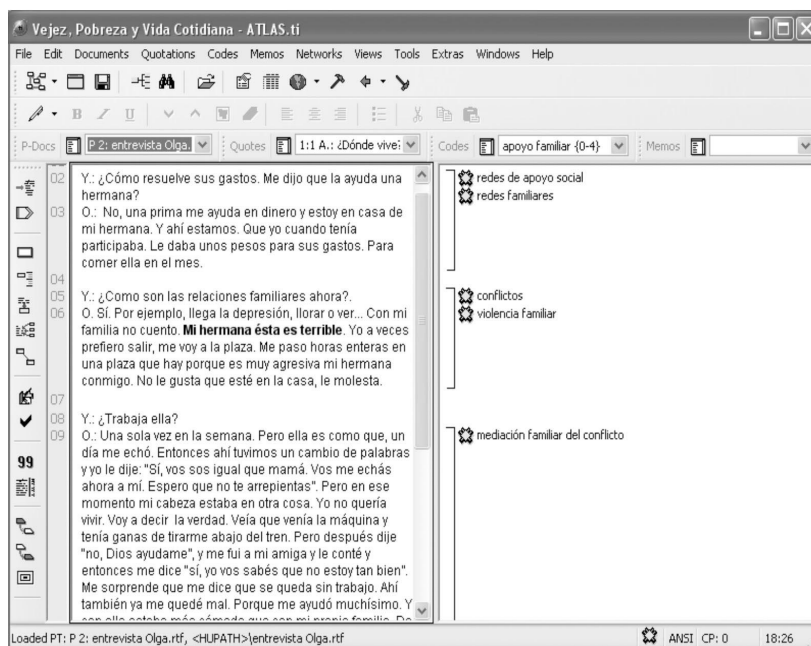 Vejez, Pobreza y Vida Cotidiana - ATLAS.ti
File Edit Documents Quotations Codes Memos Networks Views Tools Extras Windows Help
B I U
P-Docs P 2: entrevista Olga. Quotes 1:1 A.: ¿Dónde vive? Codes apoyo familiar {0-4} Memos
02 Y.: ¿Cómo resuelve sus gastos. Me dijo que la ayuda una
hermana?
redes de apoyo social
redes familiares
03 O.: No, una prima me ayuda en dinero y estoy en casa de
mi hermana. Y ahí estamos. Que yo cuando tenía
participaba. Le daba unos pesos para sus gastos. Para
comer ella en el mes.
04
05 Y.: ¿Como son las relaciones familiares ahora?.
conflictos
06 O. Sí. Por ejemplo, llega la depresión, llorar o ver... Con mi
violencia familiar
familia no cuento. Mi hermana ésta es terrible. Yo a veces
prefiero salir, me voy a la plaza. Me paso horas enteras en
una plaza que hay porque es muy agresiva mi hermana
conmigo. No le gusta que esté en la casa, le molesta.
07
08 Y.: ¿Trabaja ella?
09 O.: Una sola vez en la semana. Pero ella es como que, un
mediación familiar del conflicto
día me echó. Entonces ahí tuvimos un cambio de palabras
y yo le dije: "Sí, vos sos igual que mamá. Vos me echás
ahora a mí. Espero que no te arrepientas". Pero en ese
momento mi cabeza estaba en otra cosa. Yo no quería
vivir. Voy a decir la verdad. Veía que venía la máquina y
tenía ganas de tirarme abajo del tren. Pero después dije
"no, Dios ayudame", y me fui a mi amiga y le conté y
entonces me dice "sí, yo vos sabés que no estoy tan bien".
Me sorprende que me dice que se queda sin trabajo. Ahí
también ya me quedé mal. Porque me ayudó muchísimo. Y
99
Loaded PT: P 2: entrevista Olga.rtf, <HUPATH>\entrevista Olga.rtf ANSI CP: 0 18:26